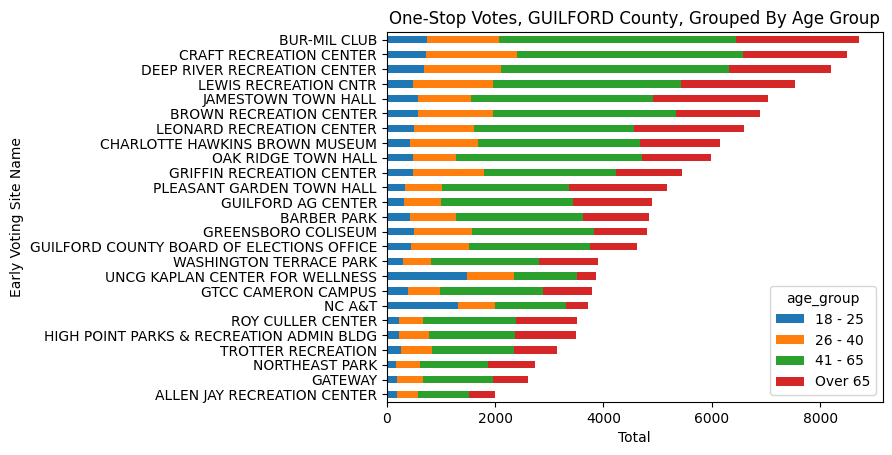 One-Stop Votes, GUILFORD County, Grouped By Age Group
Early Voting Site Name
BUR-MIL CLUB
CRAFT RECREATION CENTER
DEEP RIVER RECREATION CENTER
LEWIS RECREATION CNTR
JAMESTOWN TOWN HALL
BROWN RECREATION CENTER
LEONARD RECREATION CENTER
CHARLOTTE HAWKINS BROWN MUSEUM
OAK RIDGE TOWN HALL
GRIFFIN RECREATION CENTER
PLEASANT GARDEN TOWN HALL
GUILFORD AG CENTER
BARBER PARK
GREENSBORO COLISEUM
GUILFORD COUNTY BOARD OF ELECTIONS OFFICE
WASHINGTON TERRACE PARK
UNCG KAPLAN CENTER FOR WELLNESS
GTCC CAMERON CAMPUS
NC A&T
ROY CULLER CENTER
HIGH POINT PARKS & RECREATION ADMIN BLDG
TROTTER RECREATION
NORTHEAST PARK
GATEWAY
ALLEN JAY RECREATION CENTER
age_group
18 - 25
26 - 40
41 - 65
Over 65
0 2000 4000 6000 8000
Total